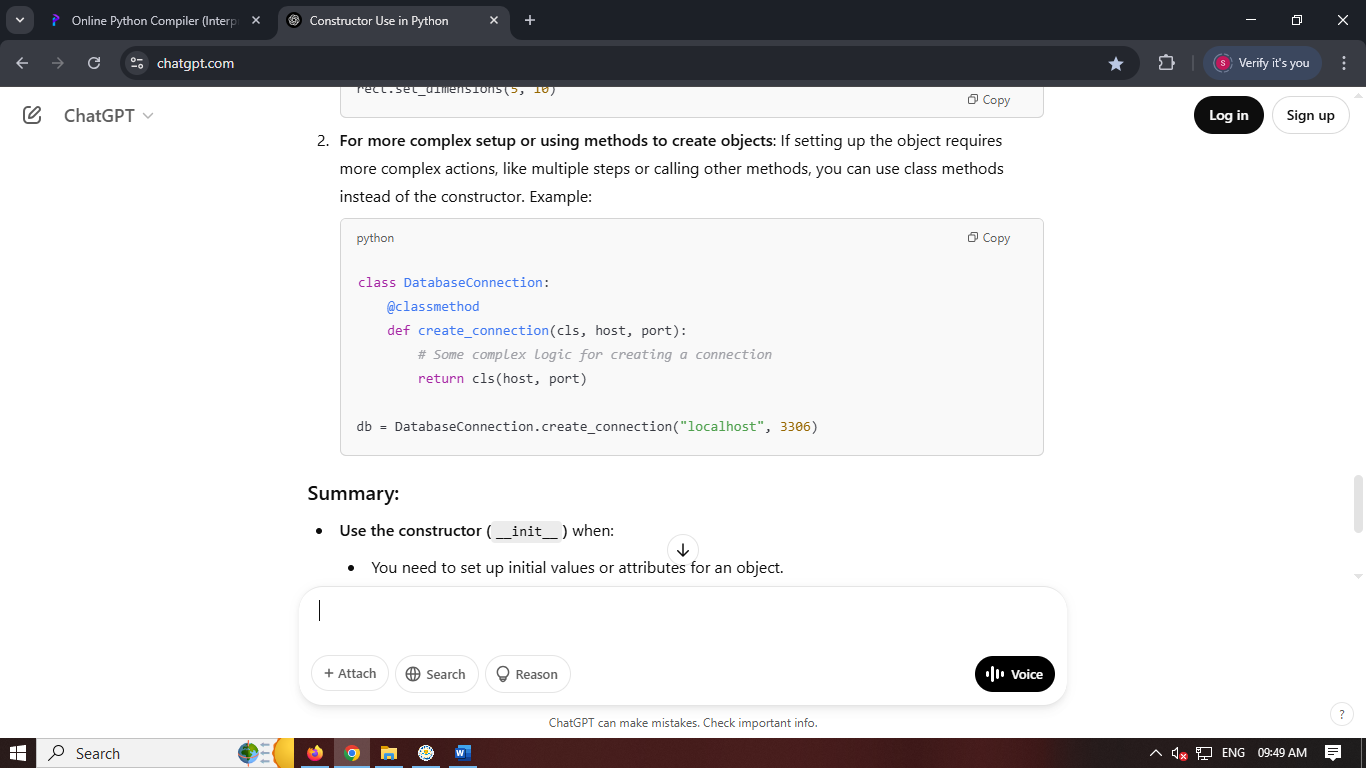 Online Python Compiler (Interp
Constructor Use in Python
chatgpt.com
Verify it's you
ChatGPT
Log in
Sign up
rect.set_dimensions(5, 10)
Copy
2. For more complex setup or using methods to create objects: If setting up the object requires
more complex actions, like multiple steps or calling other methods, you can use class methods
instead of the constructor. Example:
python
Copy
class DatabaseConnection:
    @classmethod
    def create_connection(cls, host, port):
        # Some complex logic for creating a connection
        return cls(host, port)
db = DatabaseConnection.create_connection("localhost", 3306)
Summary:
• Use the constructor (__init__) when:
• You need to set up initial values or attributes for an object.
+ Attach
Search
Reason
Voice
ChatGPT can make mistakes. Check important info.
?
Search
ENG
09:49 AM